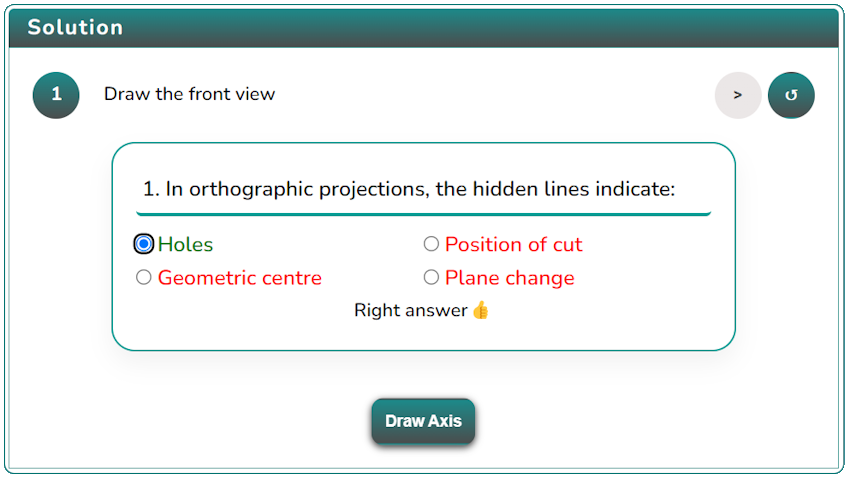 Solution
1 Draw the front view > ↺
1. In orthographic projections, the hidden lines indicate:
Holes Position of cut
Geometric centre Plane change
Right answer 👍
Draw Axis